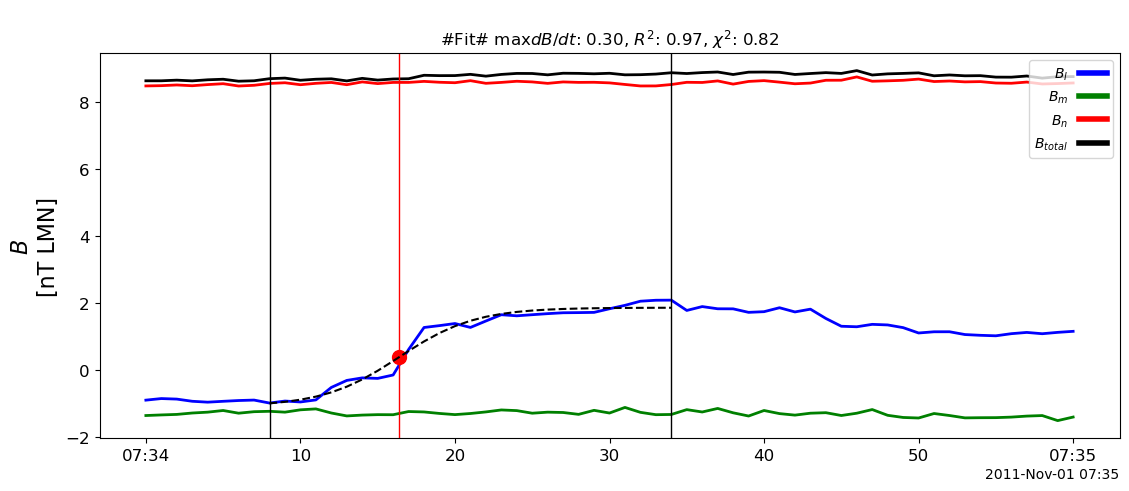 #Fit# maxdB/dt: 0.30, R²: 0.97, χ²: 0.82
B
[nT LMN]
8
6
4
2
0
−2
B_l
B_m
B_n
B_total
07:34 10 20 30 40 50 07:35
2011-Nov-01 07:35